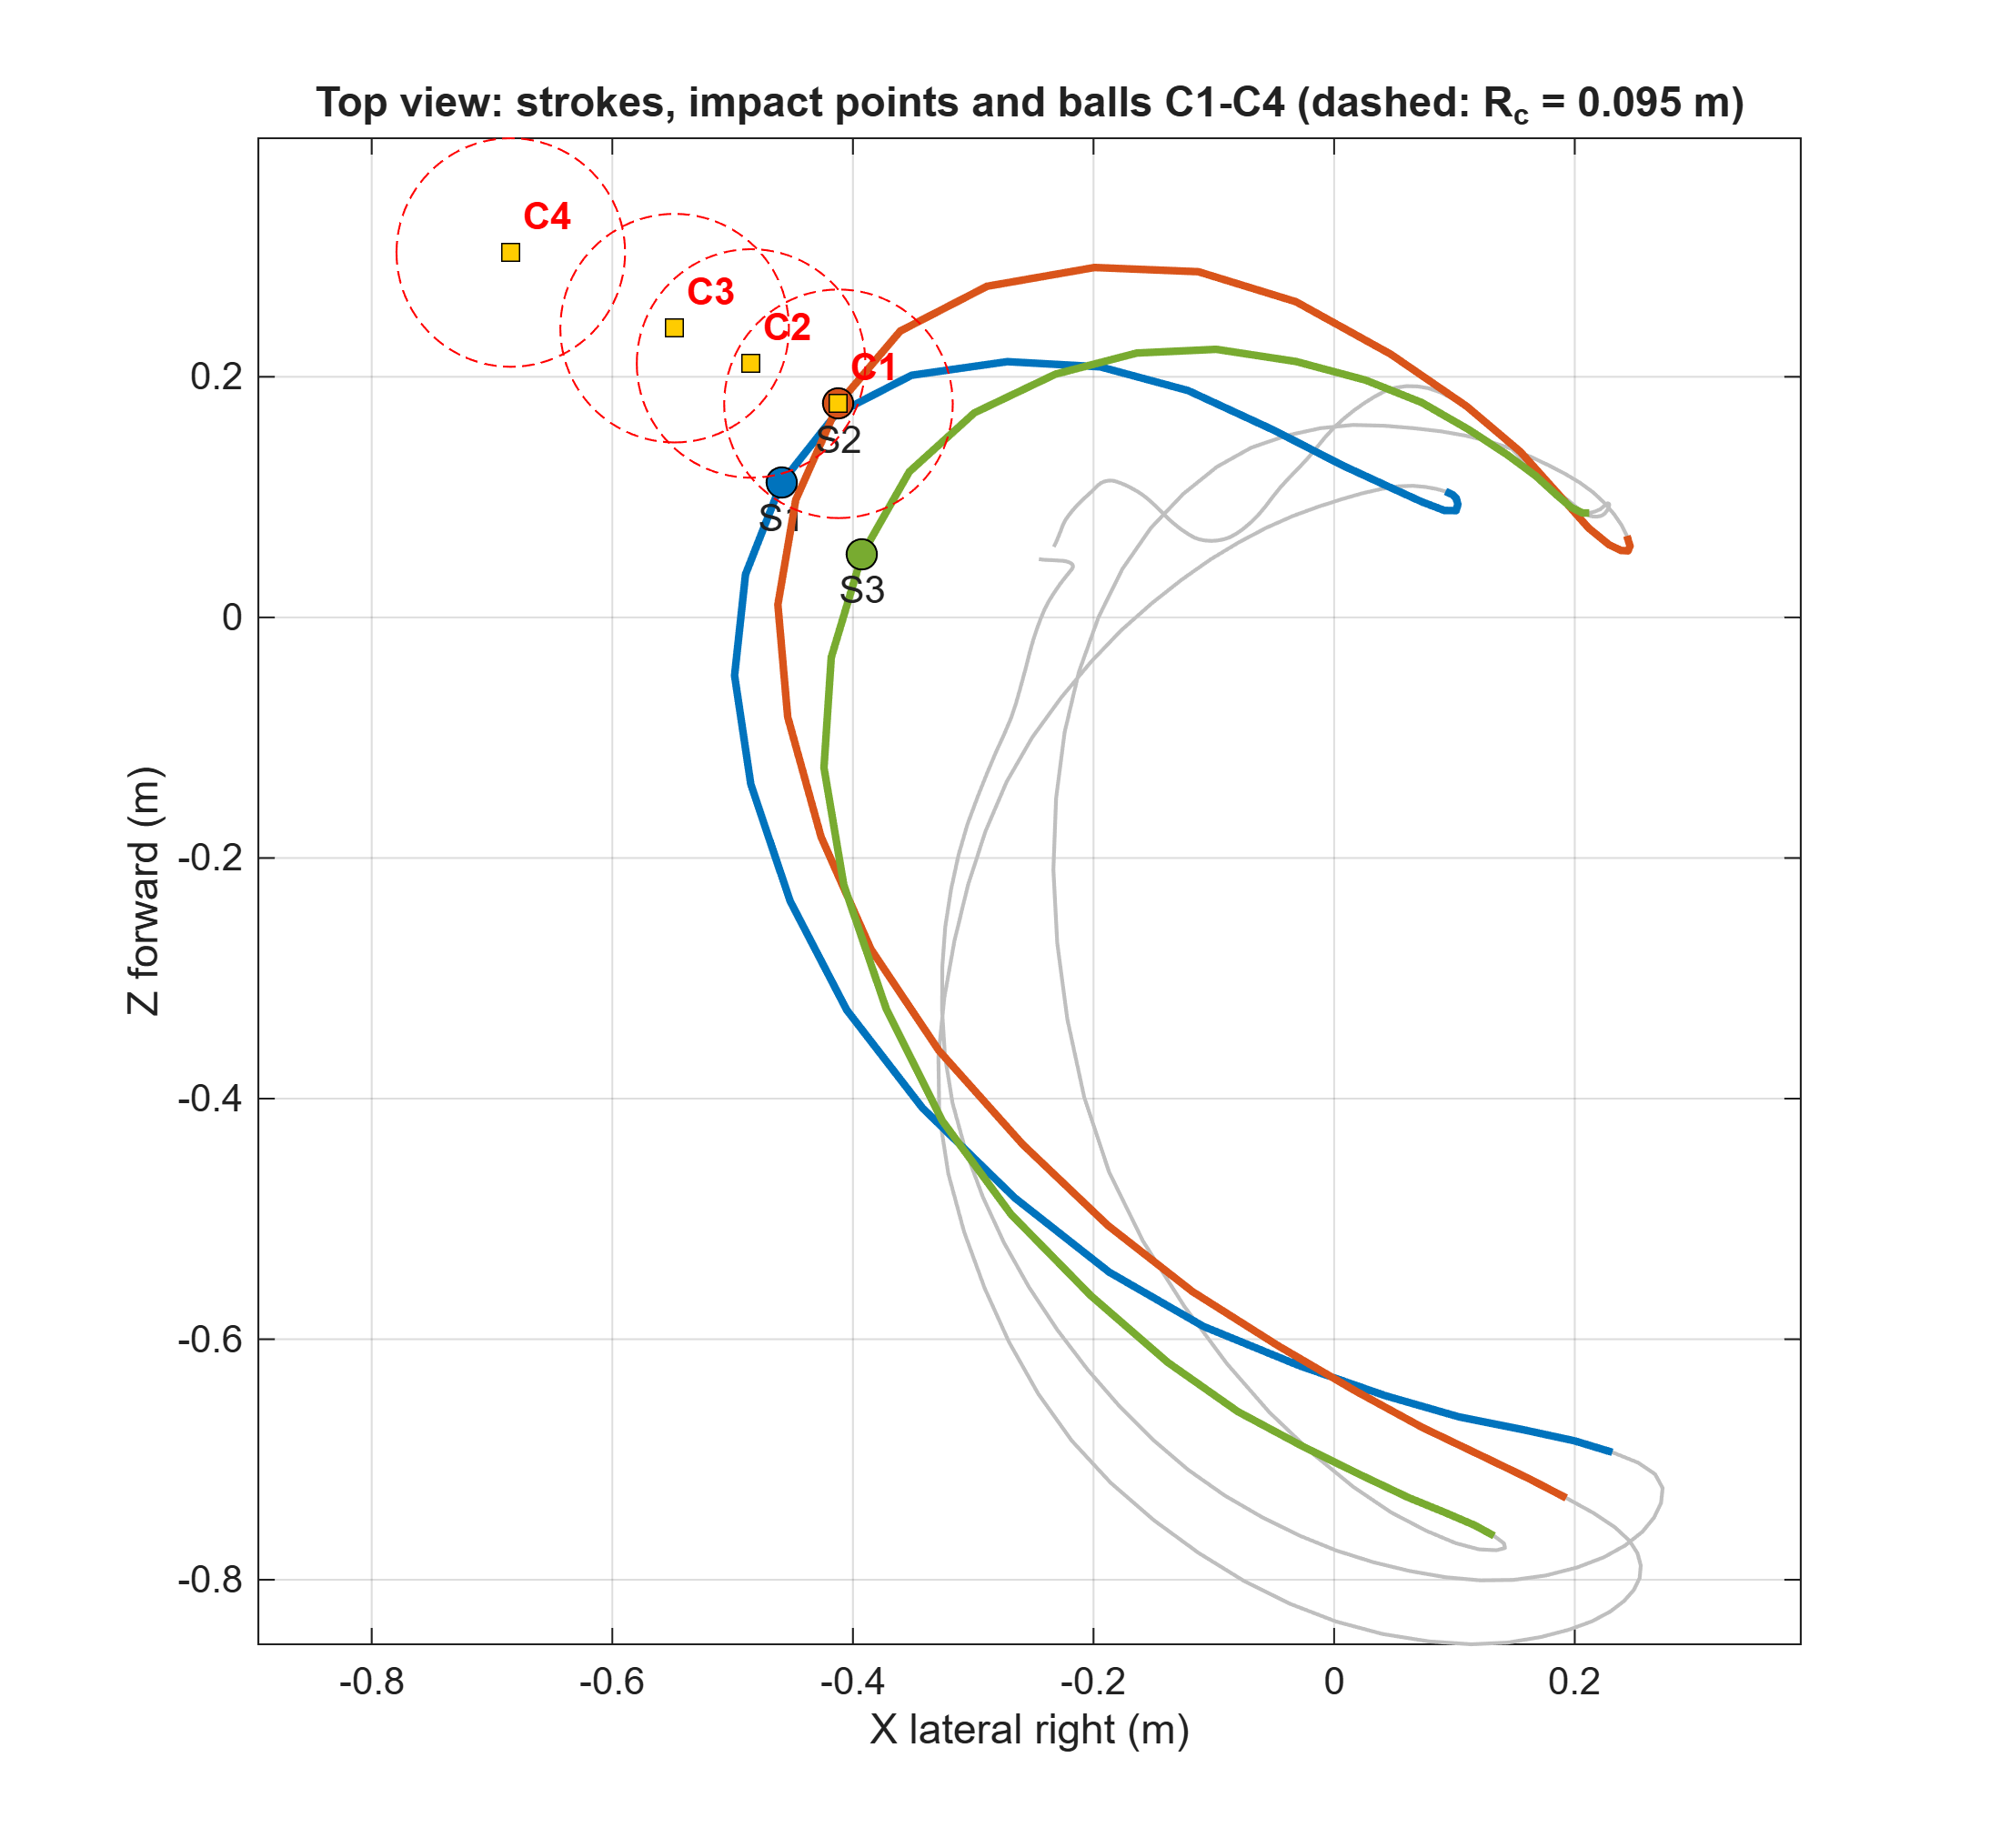 Top view: strokes, impact points and balls C1-C4 (dashed: Rc = 0.095 m)
C4
C3
C2
C1
S2
S1
S3
0.2
0
-0.2
-0.4
-0.6
-0.8
Z forward (m)
-0.8 -0.6 -0.4 -0.2 0 0.2
X lateral right (m)